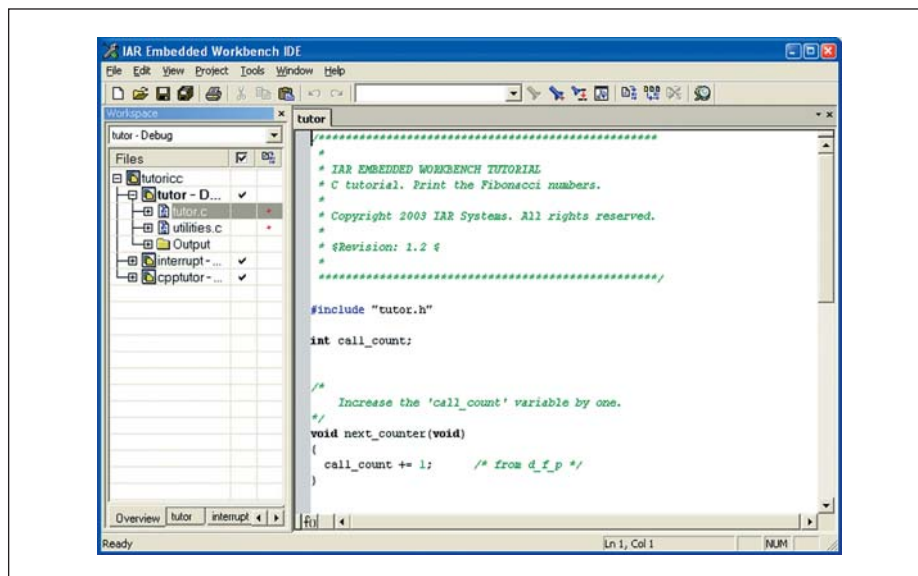 IAR Embedded Workbench IDE
File Edit View Project Tools Window Help
Workspace
tutor - Debug
Files
tutoricc
tutor - D...
tutor.c
utilities.c
Output
interrupt-...
cpptutor-...
Overview tutor interrupt
tutor
/**************************************************
*
* IAR EMBEDDED WORKBENCH TUTORIAL
* C tutorial. Print the Fibonacci numbers.
*
* Copyright 2003 IAR Systems. All rights reserved.
*
* $Revision: 1.2 $
*
**************************************************/
#include "tutor.h"
int call_count;
/*
Increase the 'call_count' variable by one.
*/
void next_counter(void)
{
call_count += 1; /* from d_f_p */
}
Ready
Ln 1, Col 1
NUM